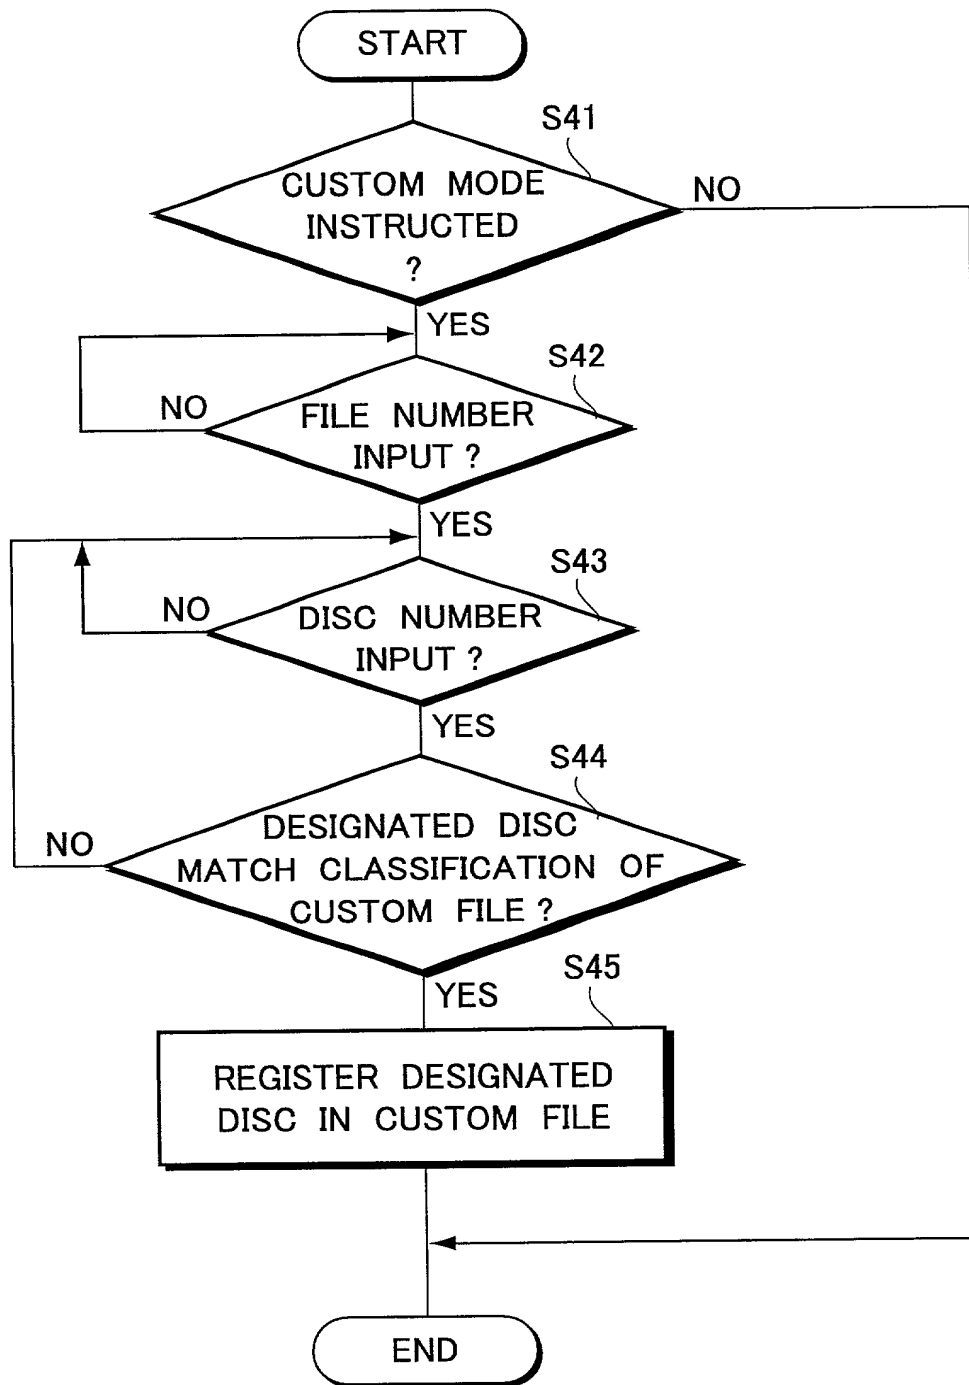 START
S41
CUSTOM MODE
INSTRUCTED
?
NO
YES
S42
NO
FILE NUMBER
INPUT ?
YES
S43
NO
DISC NUMBER
INPUT ?
YES
S44
NO
DESIGNATED DISC
MATCH CLASSIFICATION OF
CUSTOM FILE ?
YES
S45
REGISTER DESIGNATED
DISC IN CUSTOM FILE
END